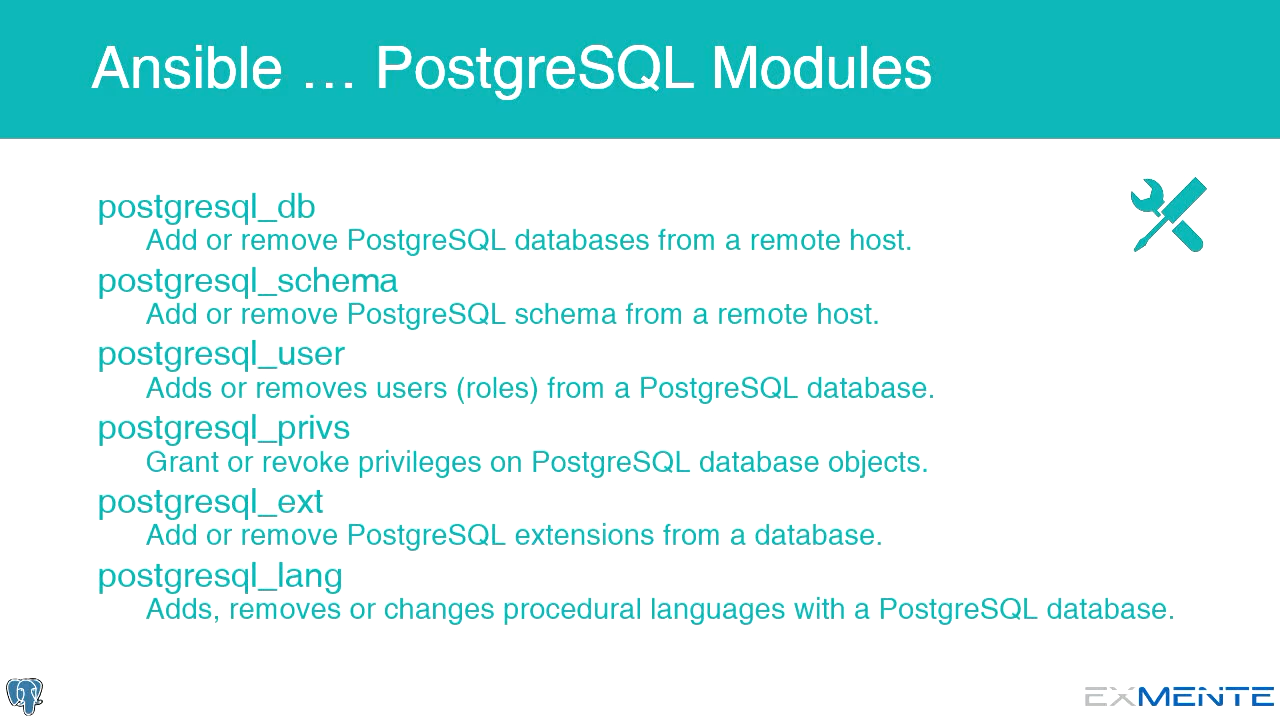 Ansible … PostgreSQL Modules
postgresql_db
Add or remove PostgreSQL databases from a remote host.
postgresql_schema
Add or remove PostgreSQL schema from a remote host.
postgresql_user
Adds or removes users (roles) from a PostgreSQL database.
postgresql_privs
Grant or revoke privileges on PostgreSQL database objects.
postgresql_ext
Add or remove PostgreSQL extensions from a database.
postgresql_lang
Adds, removes or changes procedural languages with a PostgreSQL database.
EXMENTE